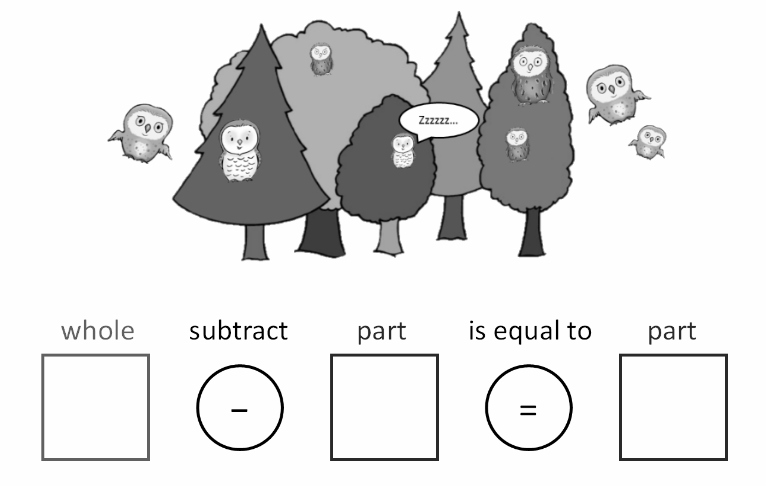 Zzzzzz...
whole subtract part is equal to part
– =